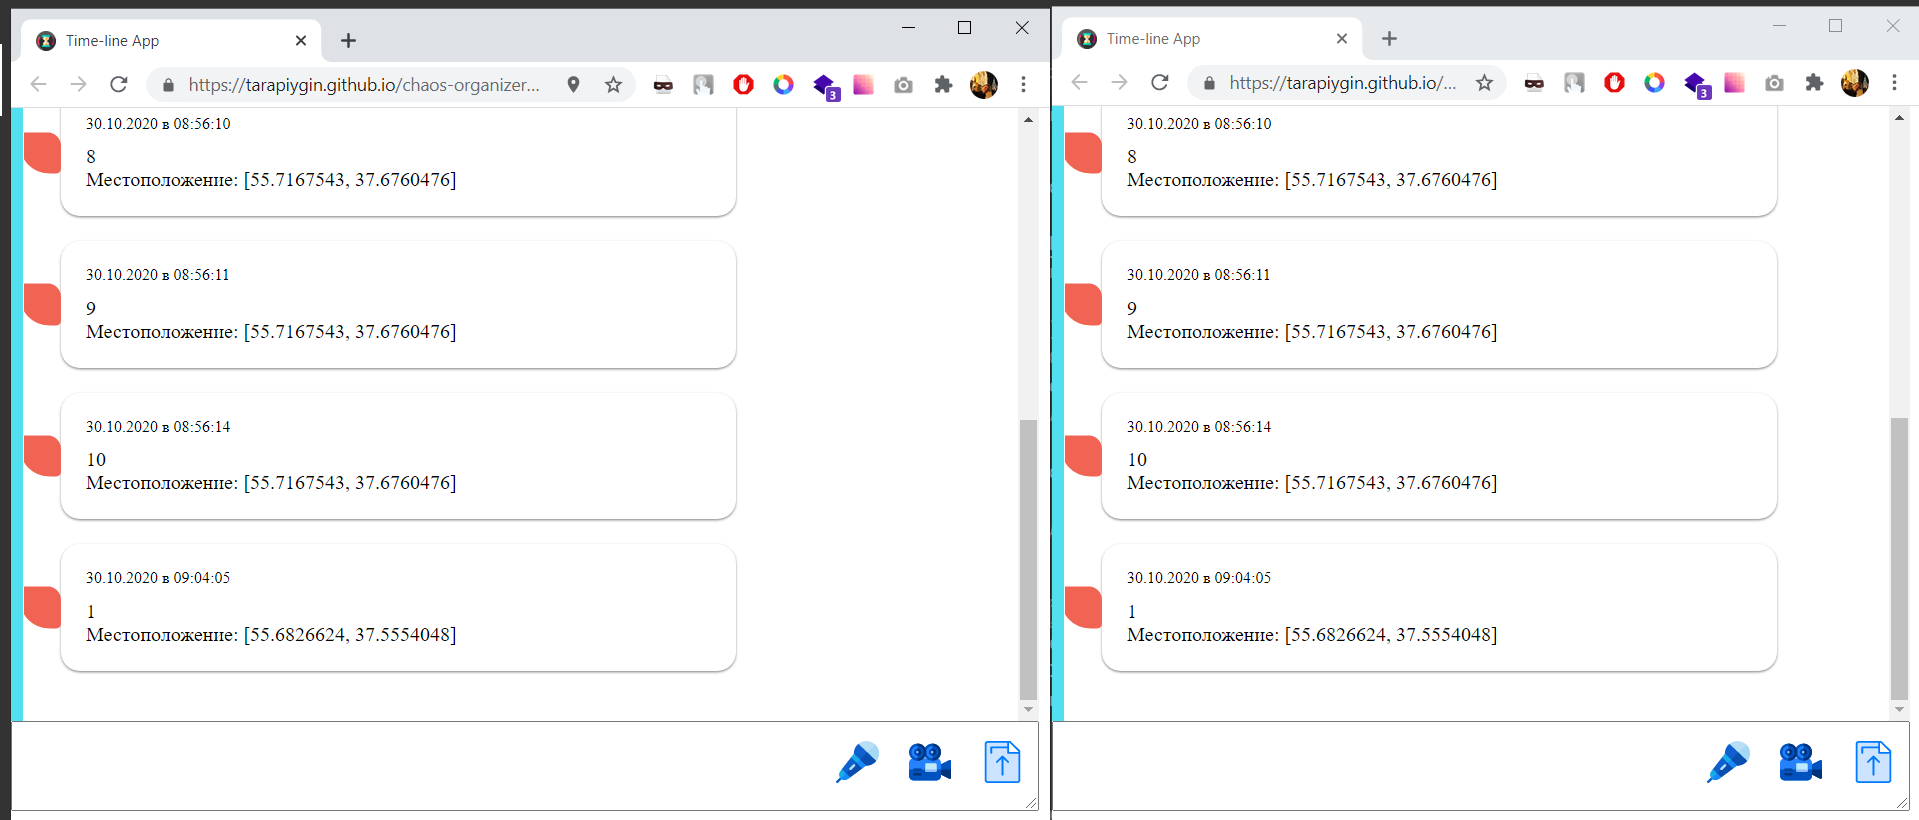 Time-line App
https://tarapiygin.github.io/chaos-organizer...
3
30.10.2020 в 08:56:10
8
Местоположение: [55.7167543, 37.6760476]
30.10.2020 в 08:56:11
9
Местоположение: [55.7167543, 37.6760476]
30.10.2020 в 08:56:14
10
Местоположение: [55.7167543, 37.6760476]
30.10.2020 в 09:04:05
1
Местоположение: [55.6826624, 37.5554048]
Time-line App
https://tarapiygin.github.io/...
3
30.10.2020 в 08:56:10
8
Местоположение: [55.7167543, 37.6760476]
30.10.2020 в 08:56:11
9
Местоположение: [55.7167543, 37.6760476]
30.10.2020 в 08:56:14
10
Местоположение: [55.7167543, 37.6760476]
30.10.2020 в 09:04:05
1
Местоположение: [55.6826624, 37.5554048]